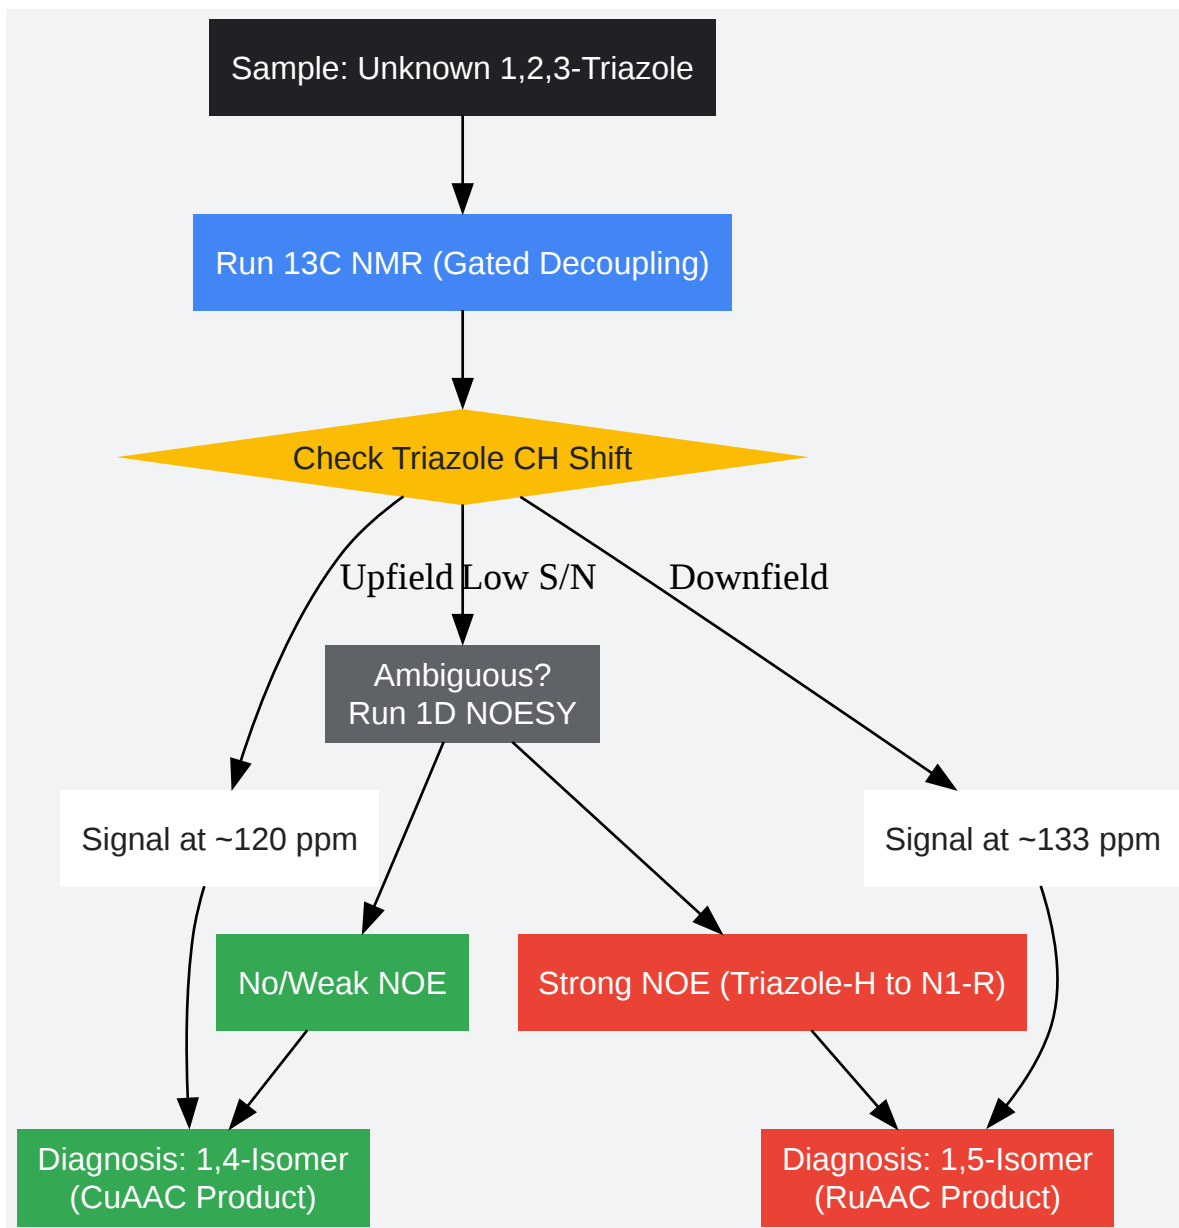 Sample: Unknown 1,2,3-Triazole
Run 13C NMR (Gated Decoupling)
Check Triazole CH Shift
Upfield
Low S/N
Downfield
Ambiguous?
Run 1D NOESY
Signal at ~120 ppm
Signal at ~133 ppm
No/Weak NOE
Strong NOE (Triazole-H to N1-R)
Diagnosis: 1,4-Isomer
(CuAAC Product)
Diagnosis: 1,5-Isomer
(RuAAC Product)